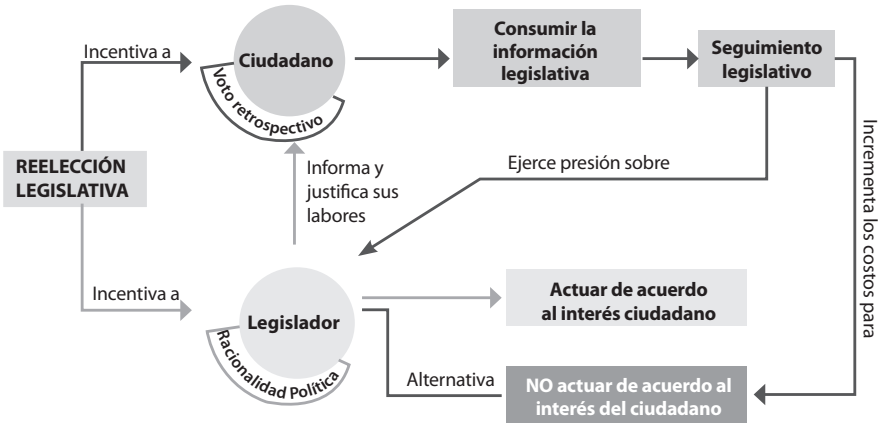 Incentiva a
Ciudadano
Voto retrospectivo
Consumir la
información
legislativa
Seguimiento
legislativo
REELECCIÓN
LEGISLATIVA
Informa y
justifica sus
labores
Ejerce presión sobre
Incrementa los costos para
Incentiva a
Legislador
Racionalidad Política
Actuar de acuerdo
al interés ciudadano
Alternativa
NO actuar de acuerdo al
interés del ciudadano